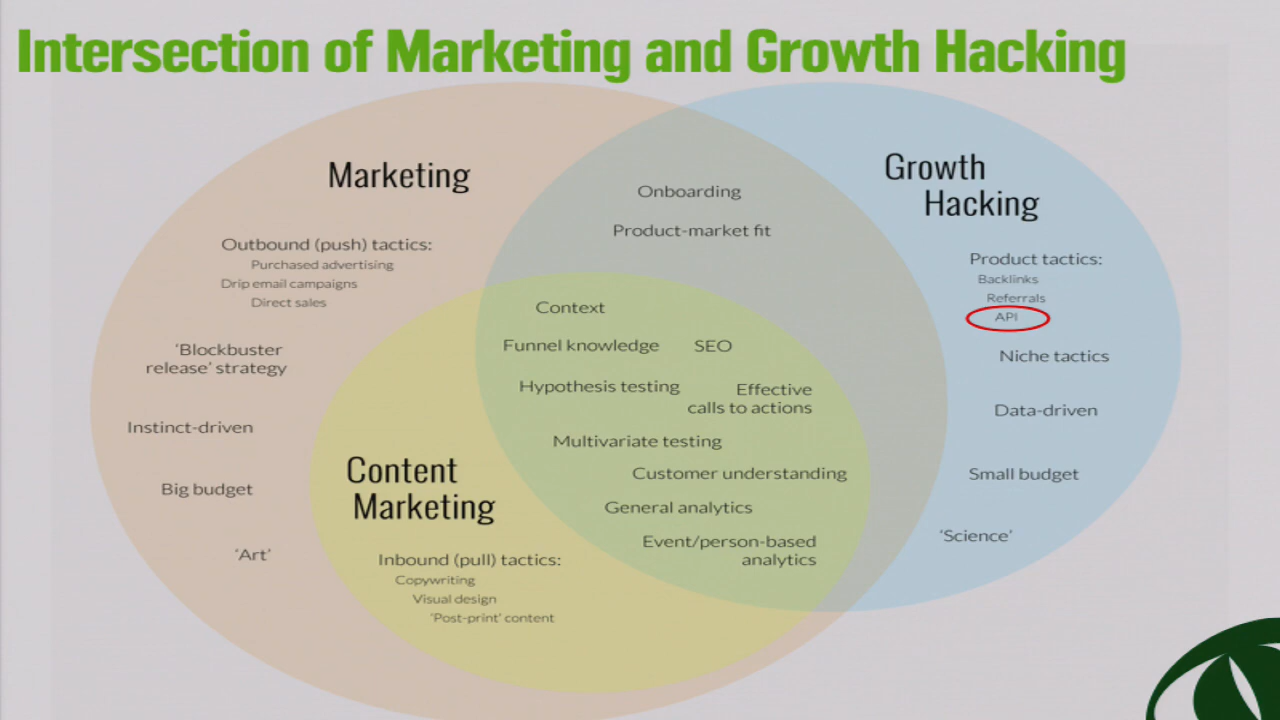 Intersection of Marketing and Growth Hacking
Marketing
Outbound (push) tactics:
Purchased advertising
Drip email campaigns
Direct sales
‘Blockbuster
release’ strategy
Instinct-driven
Big budget
‘Art’
Content
Marketing
Inbound (pull) tactics:
Copywriting
Visual design
‘Post-print’ content
Onboarding
Product-market fit
Context
Funnel knowledge
SEO
Hypothesis testing
Effective
calls to actions
Multivariate testing
Customer understanding
General analytics
Event/person-based
analytics
Growth
Hacking
Product tactics:
Backlinks
Referrals
API
Niche tactics
Data-driven
Small budget
‘Science’